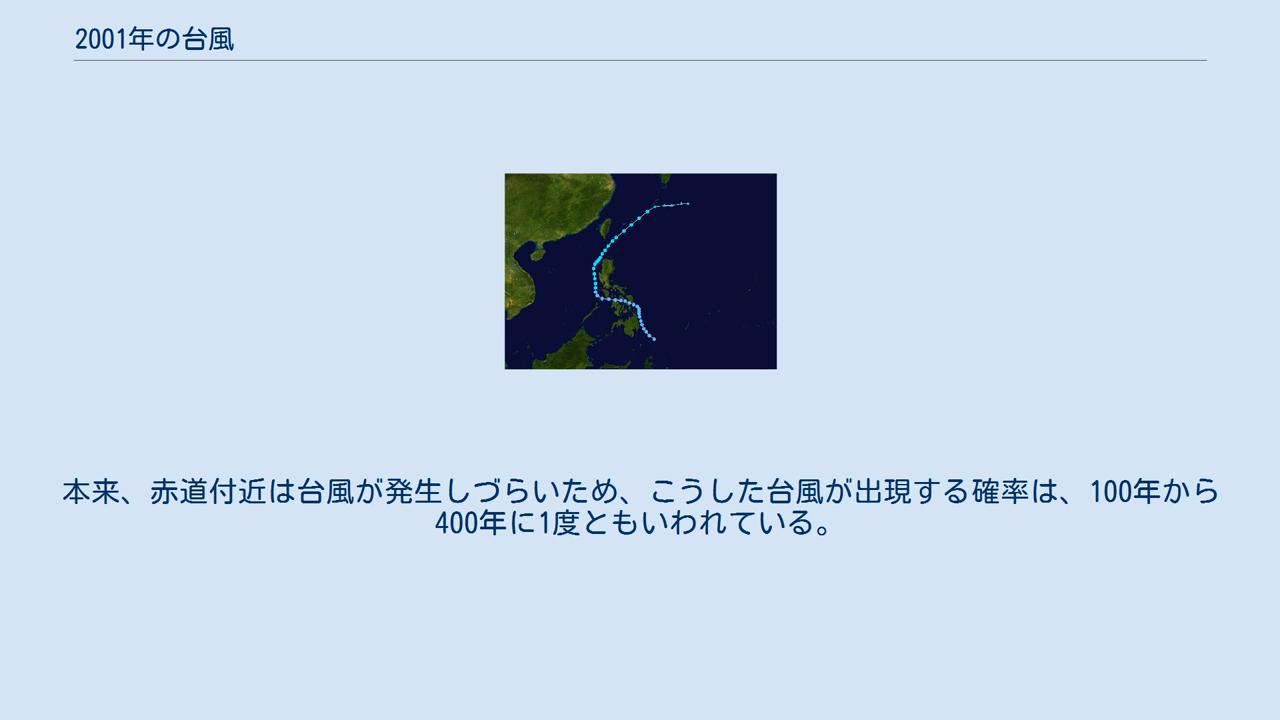 2001年の台風
本来、赤道付近は台風が発生しづらいため、こうした台風が出現する確率は、100年から
400年に1度ともいわれている。